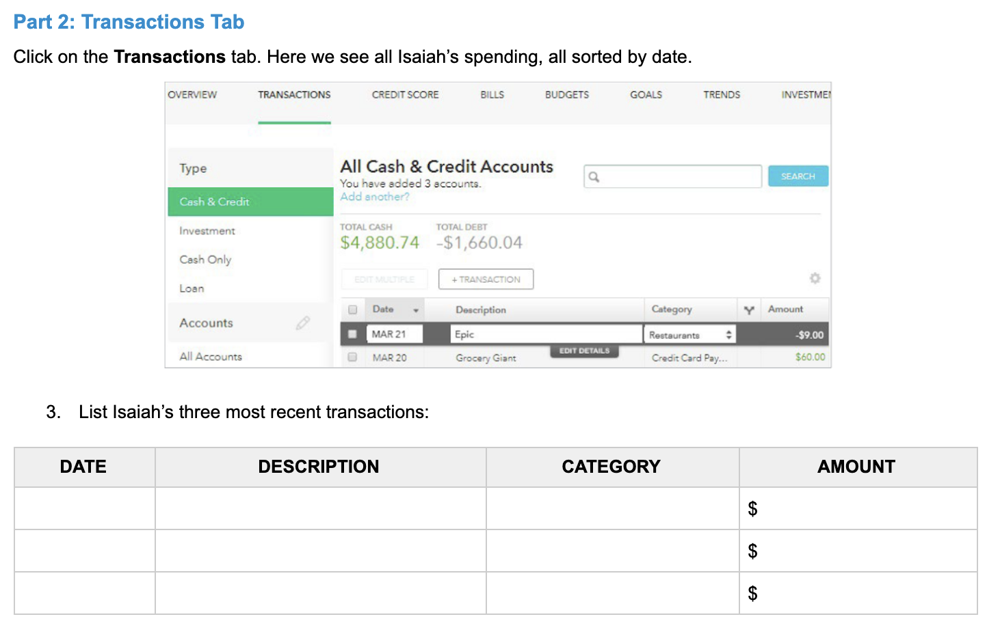 Part 2: Transactions Tab
Click on the Transactions tab. Here we see all Isaiah’s spending, all sorted by date.
OVERVIEW TRANSACTIONS CREDIT SCORE BILLS BUDGETS GOALS TRENDS INVESTME
Type
Cash & Credit
Investment
Cash Only
Loan
Accounts
All Accounts
All Cash & Credit Accounts
You have added 3 accounts.
Add another?
SEARCH
TOTAL CASH TOTAL DEBT
$4,880.74 -$1,660.04
EDIT MULTIPLE + TRANSACTION
Date Description Category Amount
MAR 21 Epic Restaurants -$9.00
EDIT DETAILS
MAR 20 Grocery Giant Credit Card Pay... $60.00
3. List Isaiah’s three most recent transactions:
DATE DESCRIPTION CATEGORY AMOUNT
$
$
$